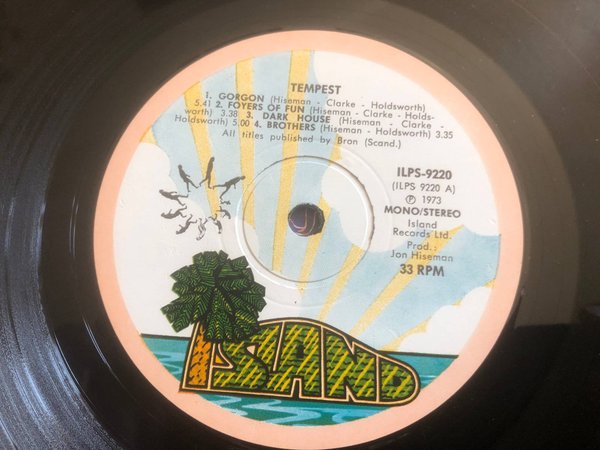 TEMPEST
1. GORGON (Hiseman - Clarke - Holdsworth)
5.41 2. FOYERS OF FUN (Hiseman - Clarke - Holds-
worth) 3.38 3. DARK HOUSE (Hiseman - Clarke -
Holdsworth) 5.00 4. BROTHERS (Hiseman - Holdsworth) 3.35
All titles published by Bron (Scand.)
ILPS-9220
(ILPS 9220 A)
Ⓟ 1973
MONO/STEREO
Island
Records Ltd.
Prod.:
Jon Hiseman
33 RPM
ISLAND